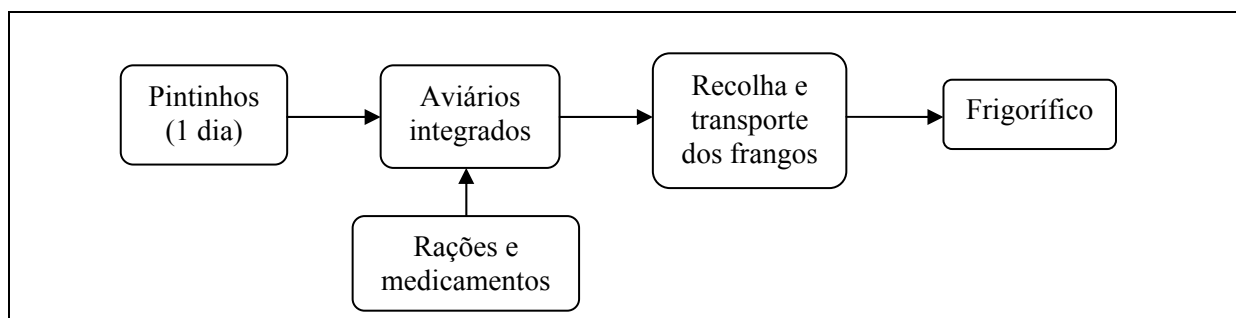 Pintinhos
(1 dia)
Aviários
integrados
Recolha e
transporte
dos frangos
Frigorífico
Rações e
medicamentos